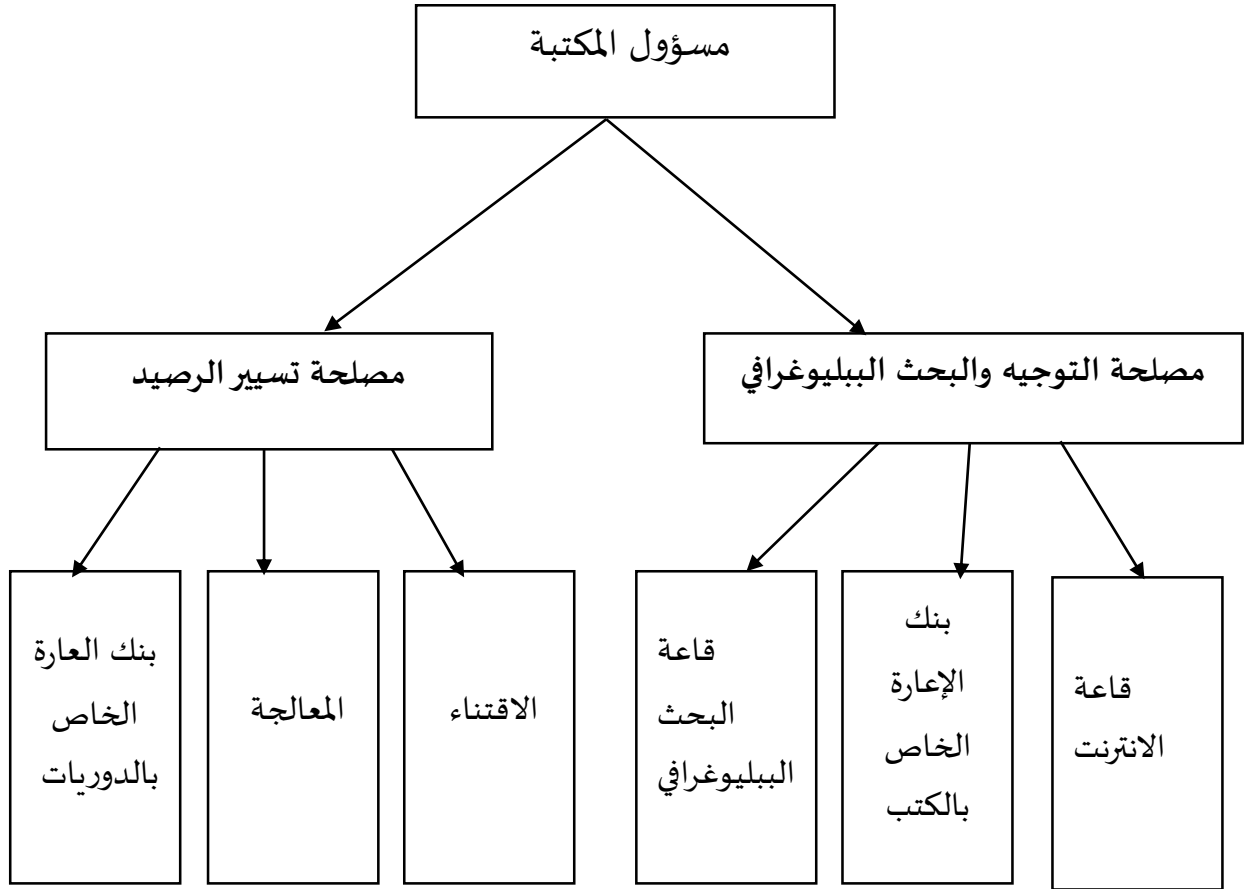 مسؤول المكتبة
مصلحة التوجيه والبحث الببليوغرافي
مصلحة تسيير الرصيد
قاعة
الانترنت
بنك
الإعارة
الخاص
بالكتب
قاعة
البحث
الببليوغرافي
الاقتناء
المعالجة
بنك العارة
الخاص
بالدوريات